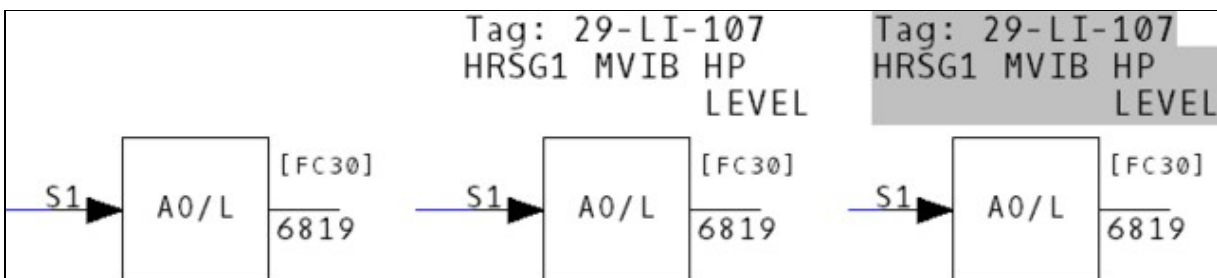 Tag: 29-LI-107 Tag: 29-LI-107
HRSG1 MVIB HP HRSG1 MVIB HP
LEVEL LEVEL
[FC30] [FC30] [FC30]
S1 AO/L S1 AO/L S1 AO/L
6819 6819 6819